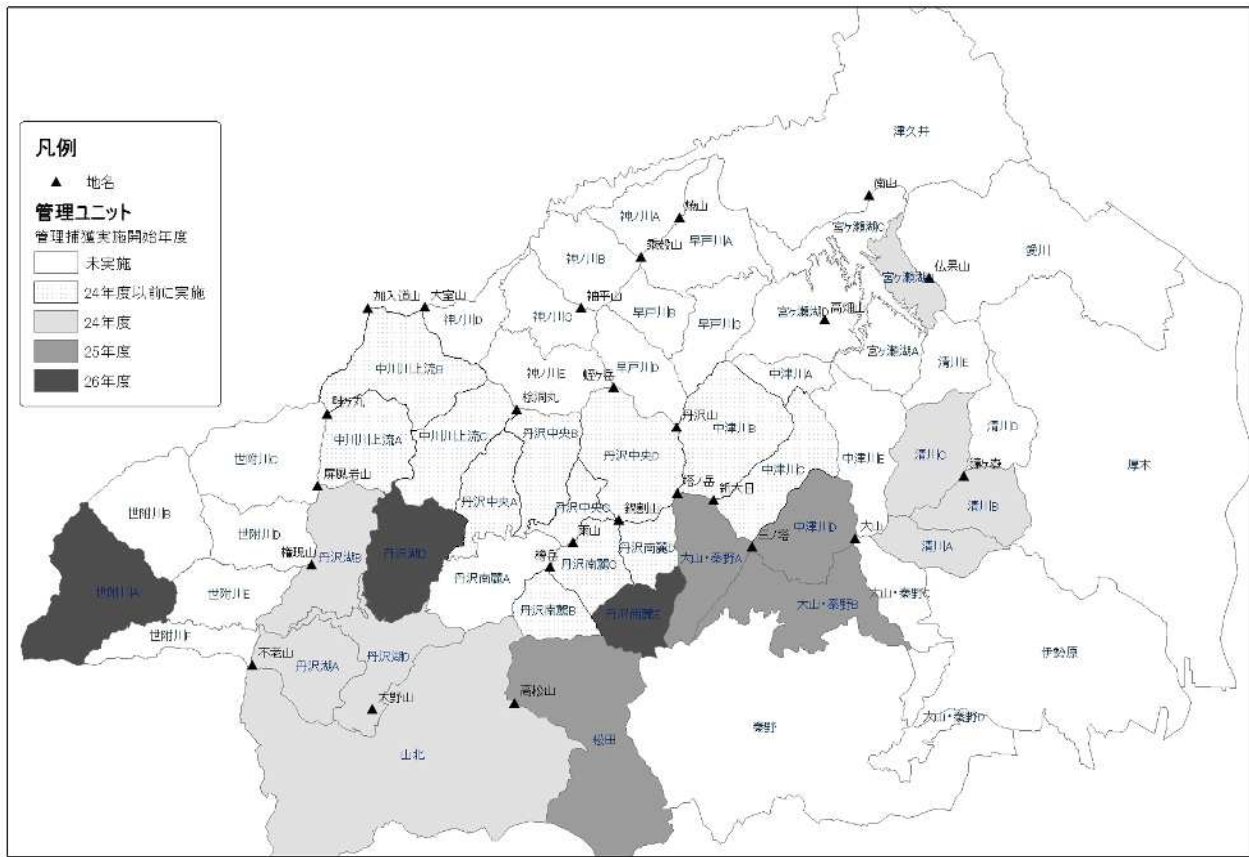 凡例
▲ 地名
管理ユニット
管理捕獲実施開始年度
未実施
24年度以前に実施
24年度
25年度
26年度
津久井
南山
神ノ川A
焼山
宮ヶ瀬湖C
早戸川A
愛川
神ノ川B
宮ヶ瀬湖
仏果山
加入道山
大室山
袖平山
神ノ川D
神ノ川C
早戸川B
早戸川C
宮ヶ瀬湖D
高畑山
宮ヶ瀬湖A
清川E
中川川上流B
神ノ川E
蛭ヶ岳
早戸川D
中津川A
桧洞丸
丹沢山
中川川上流A
中川川上流C
丹沢中央B
丹沢中央D
中津川B
清川D
世附川C
中津川C
中津川E
清川C
厚木
屏風岩山
塔ノ岳
新大日
丹沢中央A
丹沢中央C
鍋割山
清川B
世附川B
世附川D
権現山
丹沢湖B
丹沢湖C
丹沢南麓D
大山・秦野A
三ノ塔
中津川D
大山
清川A
世附川A
世附川E
丹沢南麓A
丹沢南麓C
丹沢南麓B
丹沢南麓E
大山・秦野B
大山・秦野C
世附川F
不老山
丹沢湖A
丹沢湖D
伊勢原
大野山
高松山
大山・秦野D
秦野
松田
山北